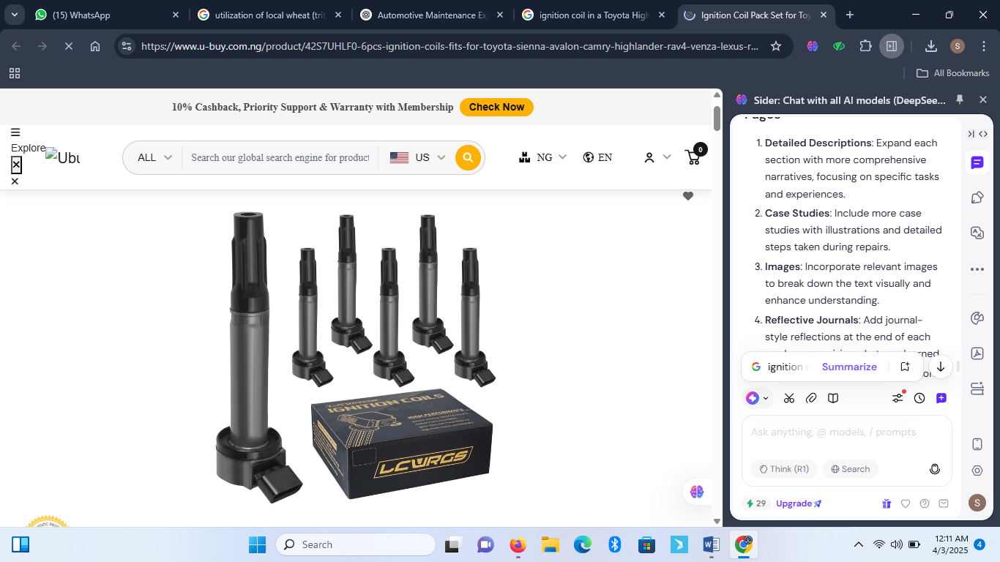 (15) WhatsApp
utilization of local wheat (trit
Automotive Maintenance Ex
ignition coil in a Toyota High
Ignition Coil Pack Set for Toy
https://www.u-buy.com.ng/product/42S7UHLF0-6pcs-ignition-coils-fits-for-toyota-sienna-avalon-camry-highlander-rav4-venza-lexus-r...
S
All Bookmarks
10% Cashback, Priority Support & Warranty with Membership
Check Now
Explore
Ubu
ALL
Search our global search engine for product
US
NG
EN
0
LCWRGS
IGNITION COILS
HIGH PERFORMANCE
LCWRGS
Sider: Chat with all AI models (DeepSee...
Pages
1. Detailed Descriptions: Expand each
section with more comprehensive
narratives, focusing on specific tasks
and experiences.
2. Case Studies: Include more case
studies with illustrations and detailed
steps taken during repairs.
3. Images: Incorporate relevant images
to break down the text visually and
enhance understanding.
4. Reflective Journals: Add journal-
style reflections at the end of each
ignition c
Summarize
Ask anything, @ models, / prompts
Think (R1)
Search
29
Upgrade
S
Search
12:11 AM
4/3/2025
4